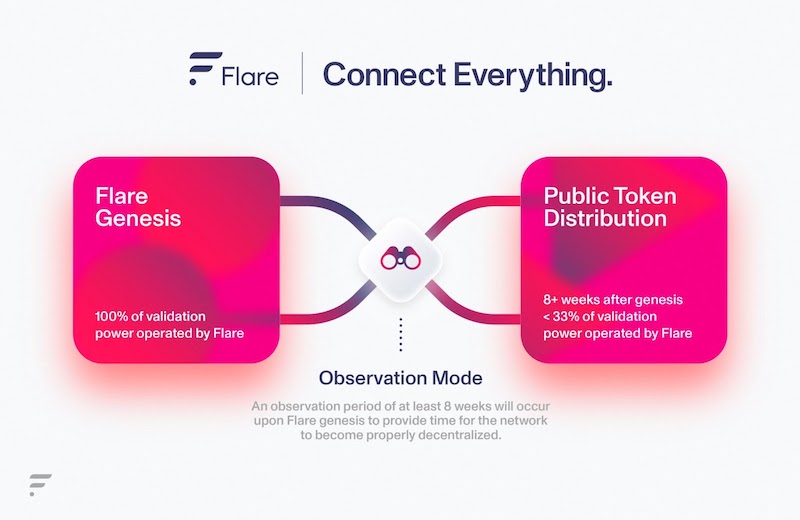 Flare
Connect Everything.
Flare
Genesis
100% of validation
power operated by Flare
Public Token
Distribution
8+ weeks after genesis
< 33% of validation
power operated by Flare
Observation Mode
An observation period of at least 8 weeks will occur
upon Flare genesis to provide time for the network
to become properly decentralized.